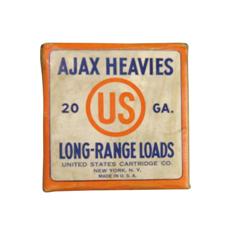 AJAX HEAVIES
20 US GA.
LONG-RANGE LOADS
UNITED STATES CARTRIDGE CO.
NEW YORK, N. Y.
MADE IN U. S. A.